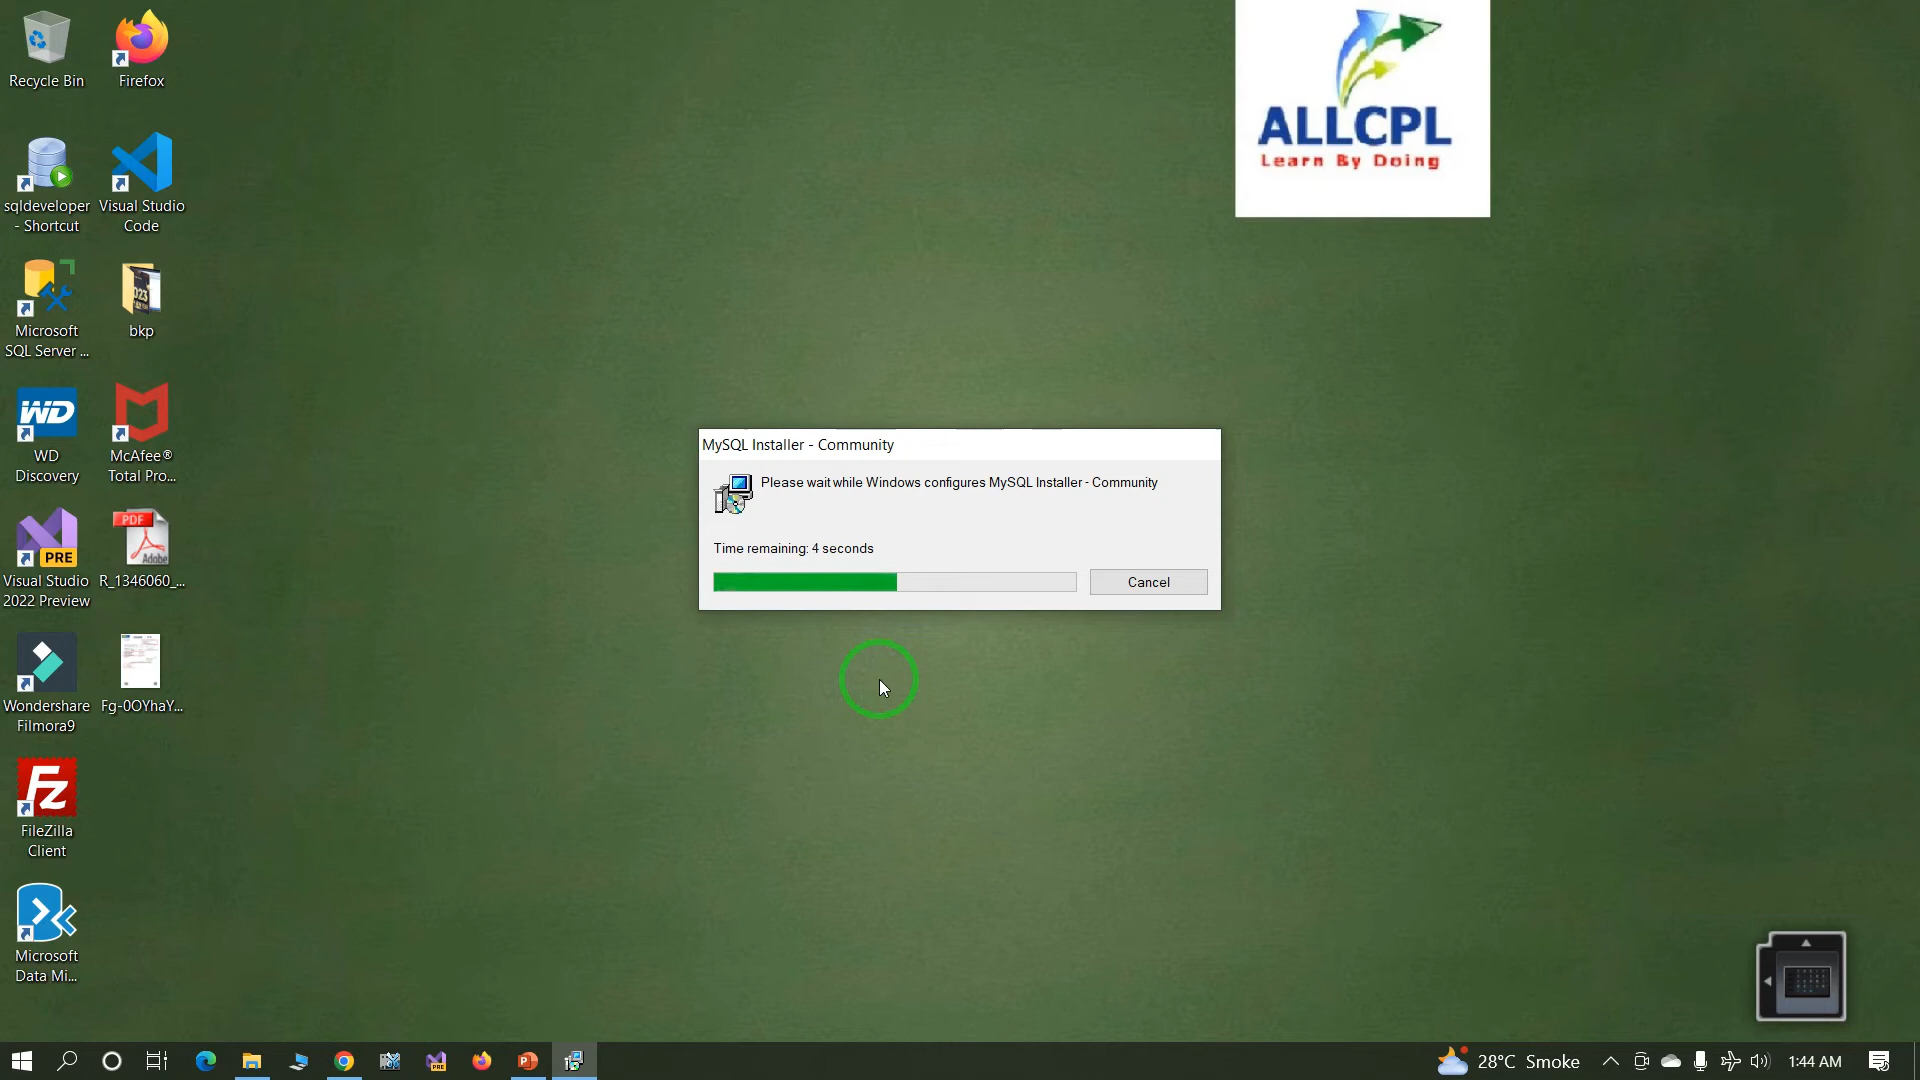 Recycle Bin
Firefox
sqldeveloper
- Shortcut
Visual Studio
Code
Microsoft
SQL Server ...
bkp
WD
WD
Discovery
McAfee®
Total Pro...
PRE
Visual Studio
2022 Preview
PDF
Adobe
R_1346060_...
Wondershare
Filmora9
Fg-0OYhaY...
Fz
FileZilla
Client
Microsoft
Data Mi...
ALLCPL
Learn By Doing
MySQL Installer - Community
Please wait while Windows configures MySQL Installer - Community
Time remaining: 4 seconds
Cancel
28°C Smoke
1:44 AM